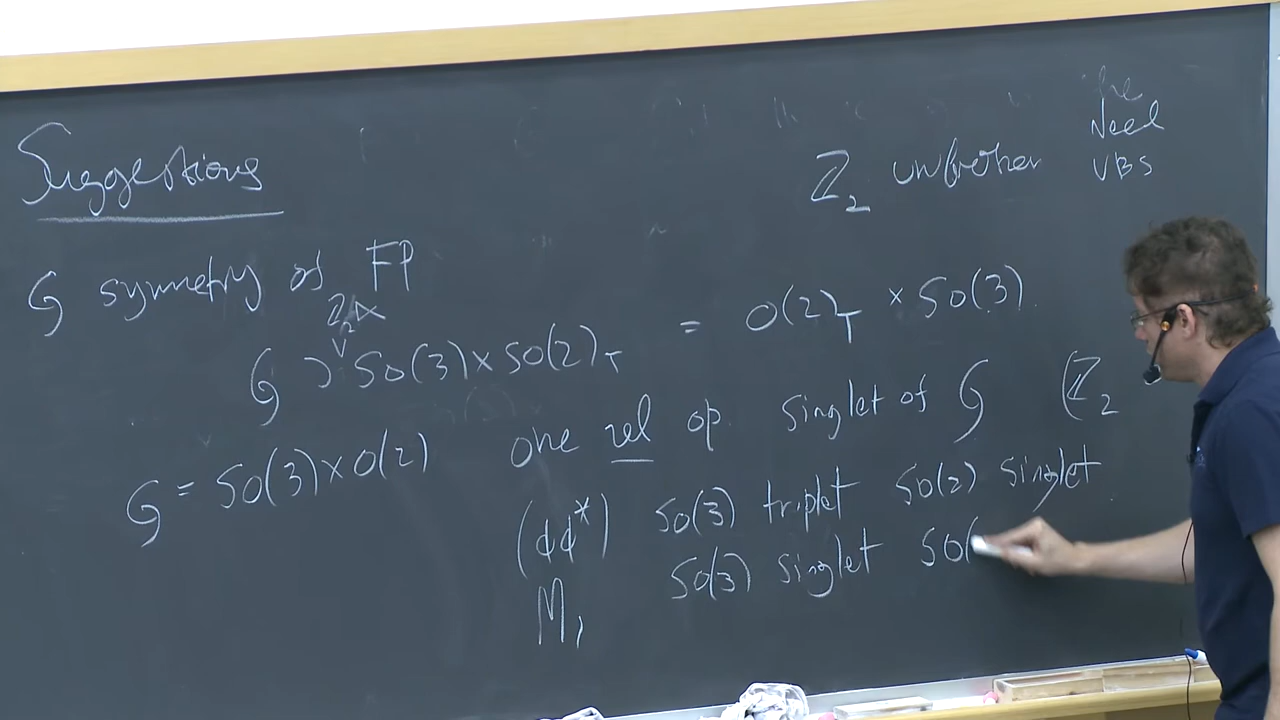 Suggestions
Z₂ unbroken Neel
VBS
G symmetry of FP
Z₂
G ⊃ SO(3) × SO(2)_T = O(2)_T × SO(3).
G = SO(3) × O(2)
one rel op. singlet of G (Z₂
(ϕϕ*) SO(3) triplet SO(2) singlet
M₁ SO(3) singlet SO(